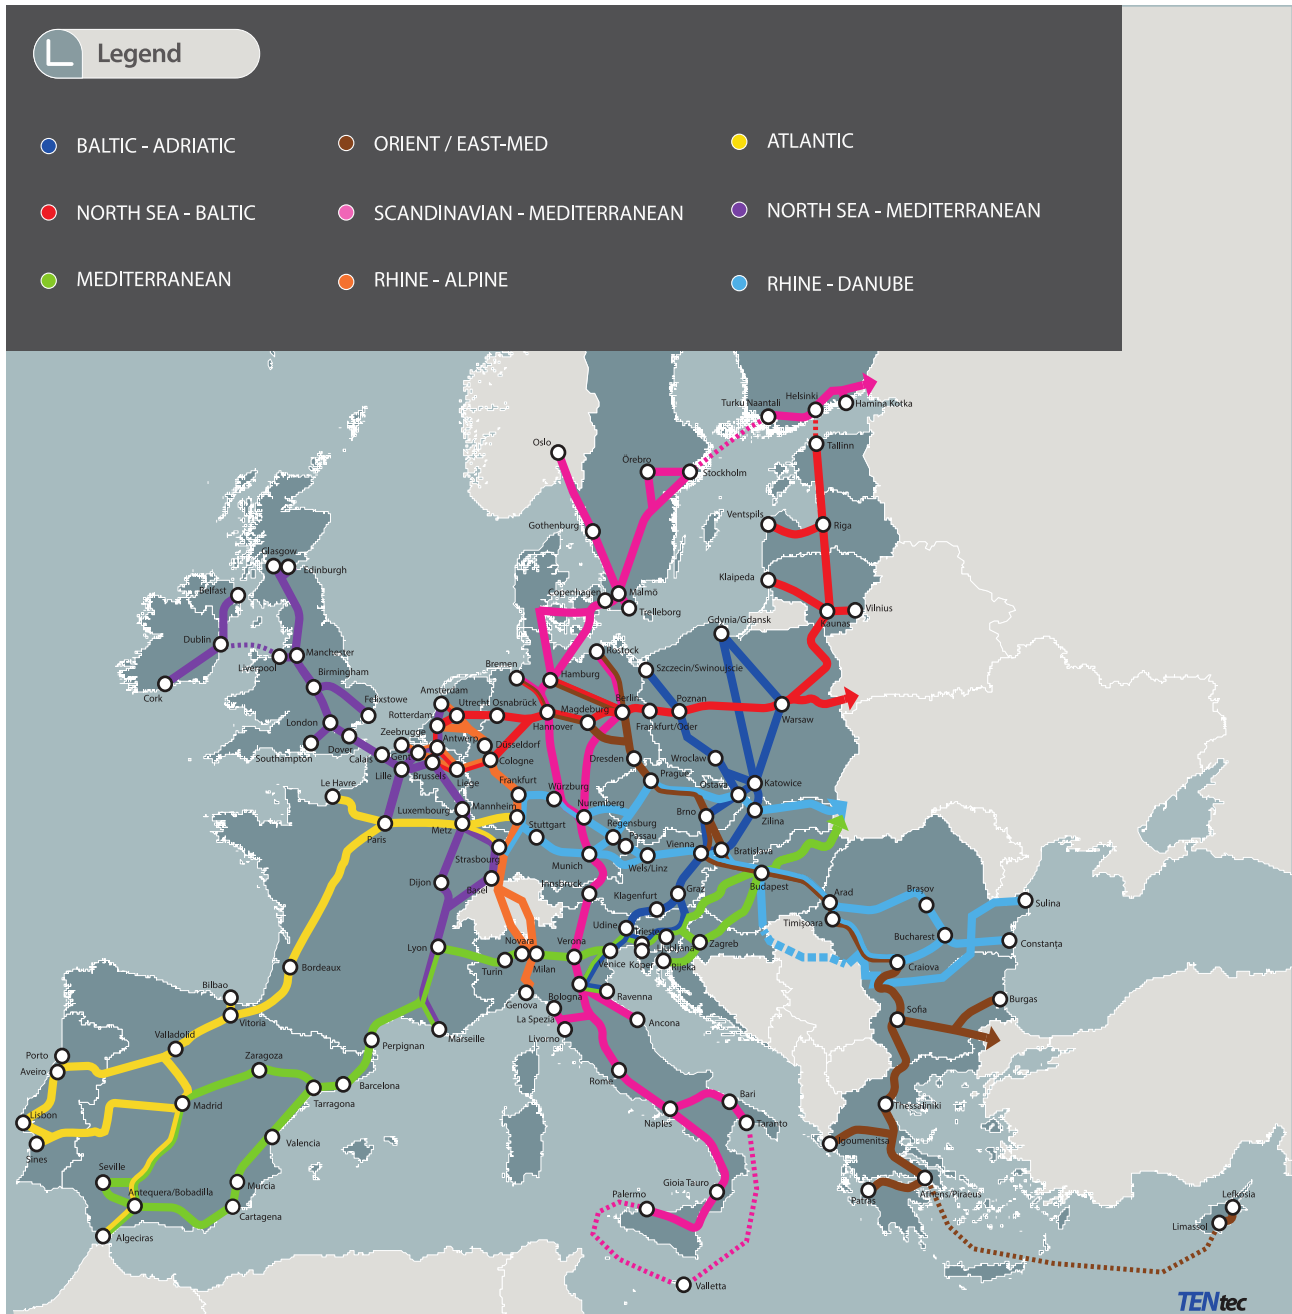 Legend
BALTIC - ADRIATIC
ORIENT / EAST-MED
ATLANTIC
NORTH SEA - BALTIC
SCANDINAVIAN - MEDITERRANEAN
NORTH SEA - MEDITERRANEAN
MEDITERRANEAN
RHINE - ALPINE
RHINE - DANUBE
Helsinki
Turku Naantali
Hamina Kotka
Oslo
Tallinn
Örebro
Stockholm
Ventspils
Riga
Gothenburg
Glasgow
Edinburgh
Klaipeda
Belfast
Copenhagen
Malmö
Trelleborg
Vilnius
Kaunas
Gdynia/Gdansk
Dublin
Rostock
Manchester
Liverpool
Birmingham
Bremen
Hamburg
Szczecin/Swinoujscie
Cork
Felixstowe
Amsterdam
Utrecht
Osnabrück
Magdeburg
Berlin
Poznan
Rotterdam
Hannover
Frankfurt/Oder
Warsaw
London
Zeebrugge
Antwerp
Düsseldorf
Dover
Southampton
Calais
Gent
Cologne
Dresden
Wroclaw
Lille
Brussels
Liege
Prague
Le Havre
Frankfurt
Würzburg
Ostava
Katowice
Luxembourg
Mannheim
Nuremberg
Brno
Zilina
Paris
Metz
Stuttgart
Regensburg
Passau
Strasbourg
Munich
Wels/Linz
Vienna
Bratislava
Dijon
Basel
Innsbruck
Klagenfurt
Graz
Budapest
Arad
Braşov
Sulina
Timişoara
Udine
Trieste
Ljubljana
Zagreb
Bucharest
Constanţa
Lyon
Novara
Verona
Turin
Milan
Venice
Koper
Rijeka
Craiova
Bordeaux
Bilbao
Genova
Bologna
Ravenna
Burgas
Vitoria
La Spezia
Ancona
Sofia
Valladolid
Marseille
Livorno
Porto
Zaragoza
Perpignan
Aveiro
Rome
Barcelona
Tarragona
Madrid
Bari
Lisbon
Naples
Taranto
Thessaloniki
Sines
Valencia
Igoumenitsa
Seville
Murcia
Gioia Tauro
Antequera/Bobadilla
Palermo
Patras
Athens/Piraeus
Lefkosia
Cartagena
Limassol
Algeciras
Valletta
TENtec